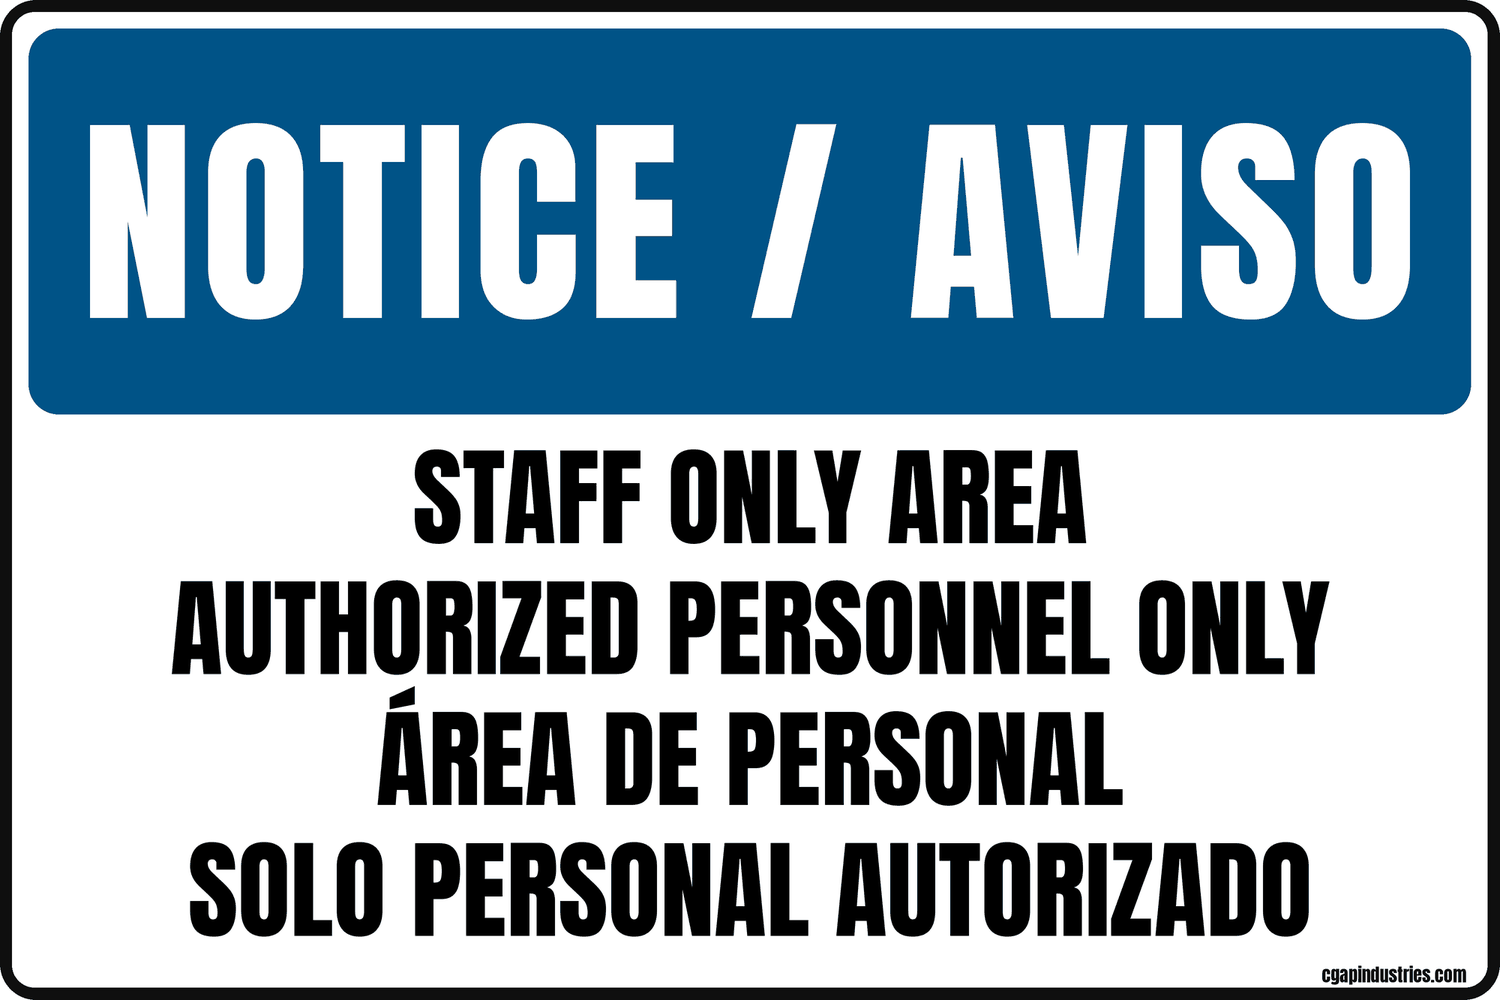 NOTICE / AVISO
STAFF ONLY AREA
AUTHORIZED PERSONNEL ONLY
ÁREA DE PERSONAL
SOLO PERSONAL AUTORIZADO
cgapindustries.com